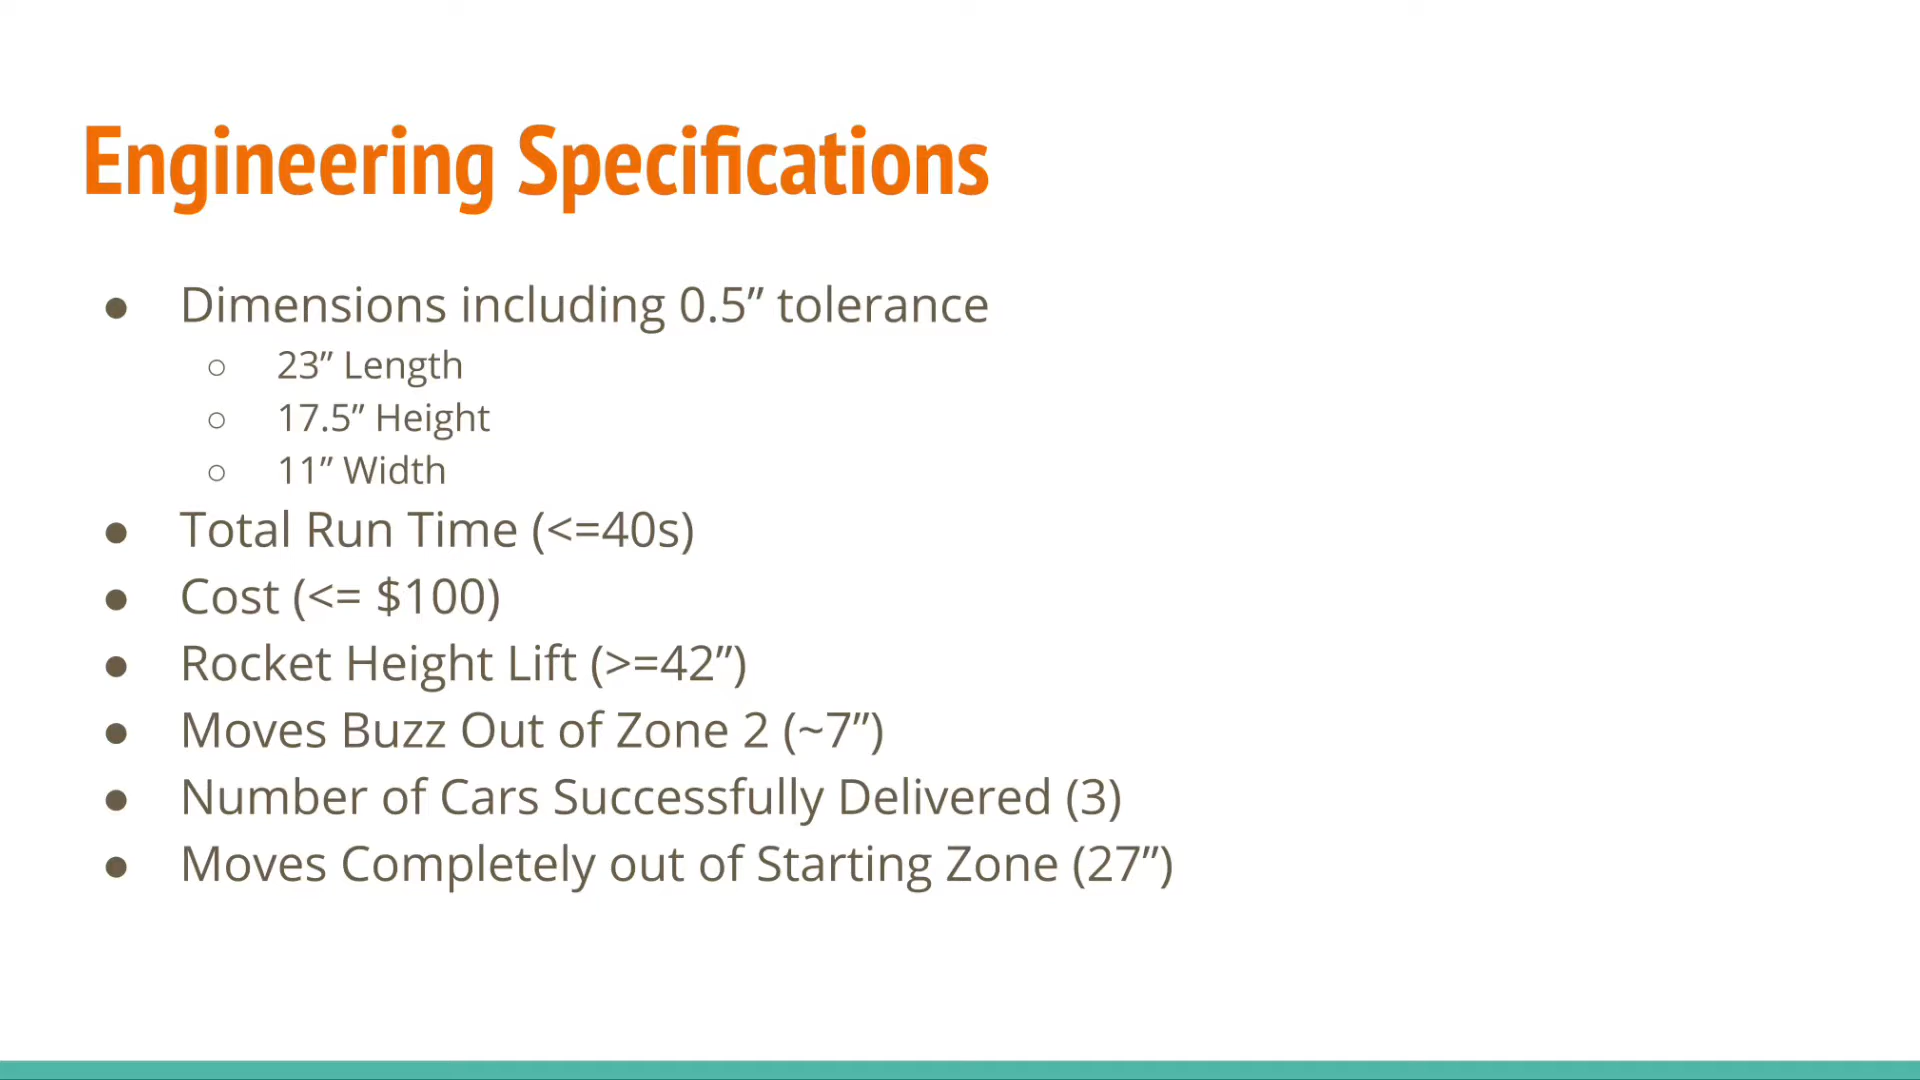 Engineering Specifications
● Dimensions including 0.5” tolerance
○ 23” Length
○ 17.5” Height
○ 11” Width
● Total Run Time (<=40s)
● Cost (<= $100)
● Rocket Height Lift (>=42”)
● Moves Buzz Out of Zone 2 (~7”)
● Number of Cars Successfully Delivered (3)
● Moves Completely out of Starting Zone (27”)